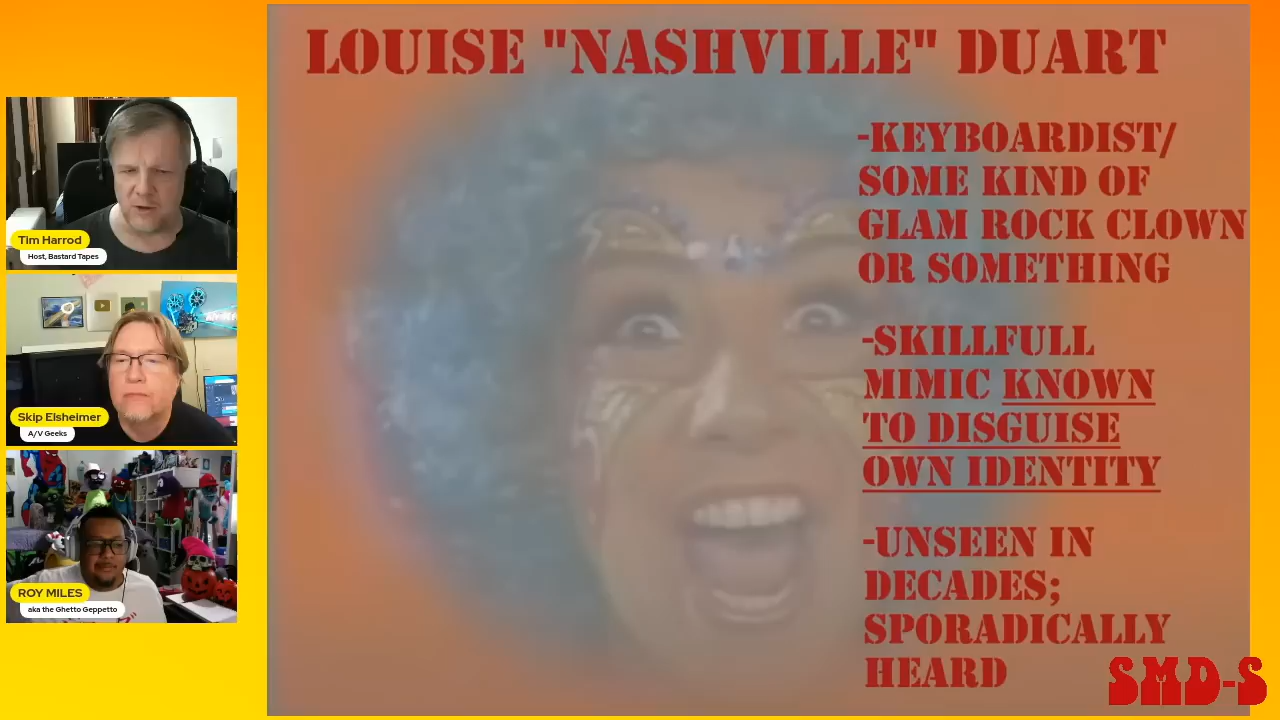 LOUISE "NASHVILLE" DUART
-KEYBOARDIST/
SOME KIND OF
GLAM ROCK CLOWN
OR SOMETHING
-SKILLFULL
MIMIC KNOWN
TO DISGUISE
OWN IDENTITY
-UNSEEN IN
DECADES;
SPORADICALLY
HEARD
SMD-S
Tim Harrod
Host, Bastard Tapes
Skip Elsheimer
A/V Geeks
ROY MILES
aka the Ghetto Geppetto